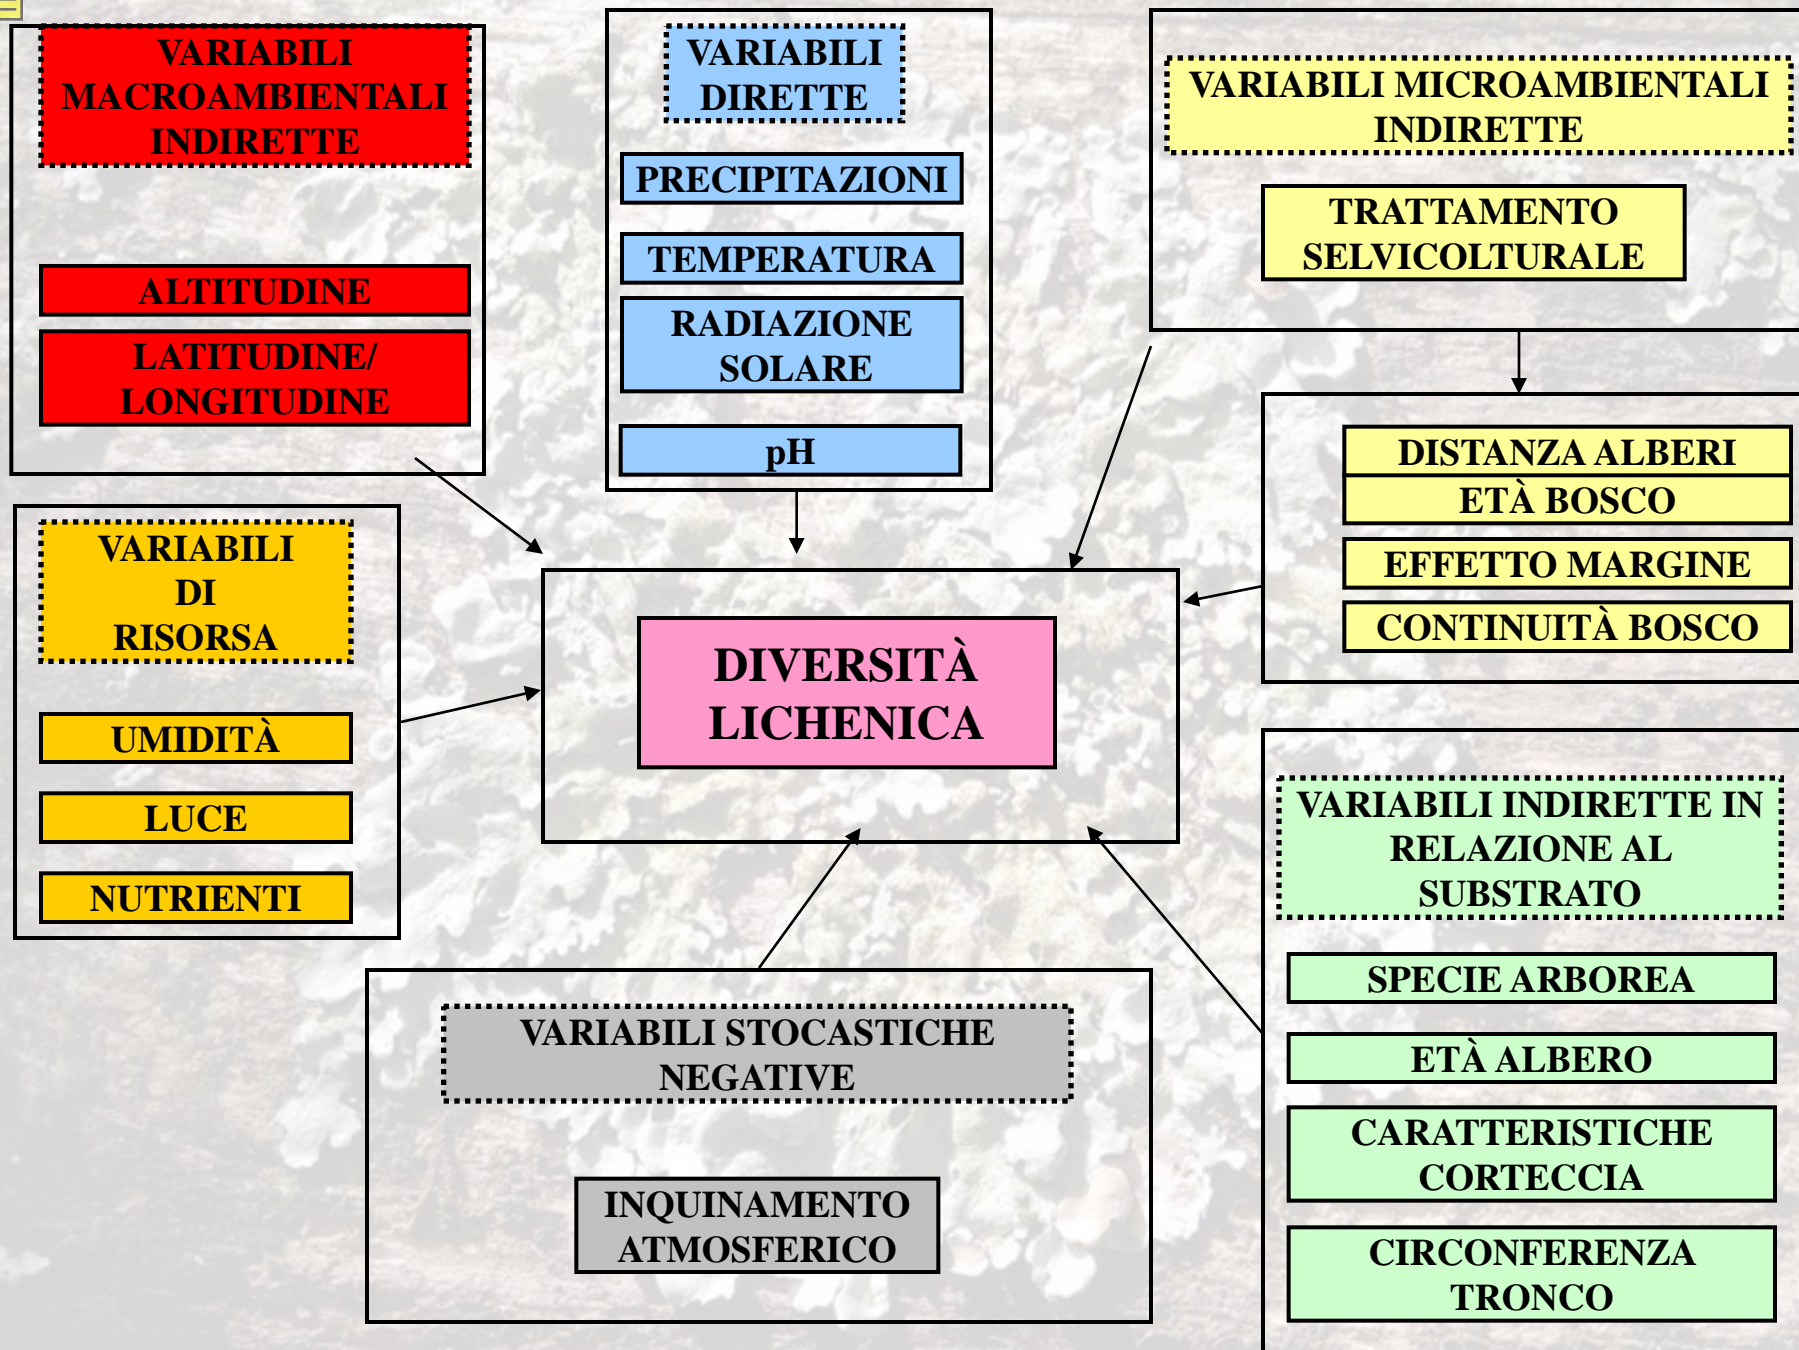 VARIABILI
MACROAMBIENTALI
INDIRETTE
ALTITUDINE
LATITUDINE/
LONGITUDINE
VARIABILI
DIRETTE
PRECIPITAZIONI
TEMPERATURA
RADIAZIONE
SOLARE
pH
VARIABILI MICROAMBIENTALI
INDIRETTE
TRATTAMENTO
SELVICOLTURALE
DISTANZA ALBERI
ETÀ BOSCO
EFFETTO MARGINE
CONTINUITÀ BOSCO
VARIABILI
DI
RISORSA
UMIDITÀ
LUCE
NUTRIENTI
DIVERSITÀ
LICHENICA
VARIABILI INDIRETTE IN
RELAZIONE AL
SUBSTRATO
SPECIE ARBOREA
ETÀ ALBERO
CARATTERISTICHE
CORTECCIA
CIRCONFERENZA
TRONCO
VARIABILI STOCASTICHE
NEGATIVE
INQUINAMENTO
ATMOSFERICO